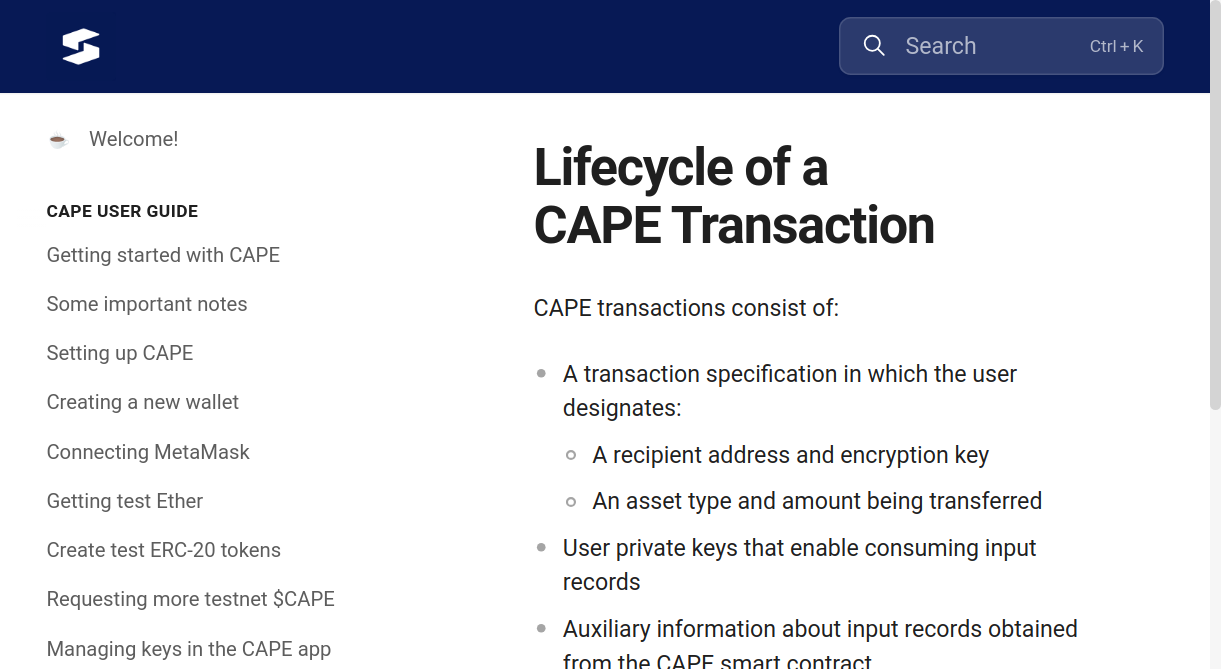 Search
Ctrl + K
Welcome!
CAPE USER GUIDE
Getting started with CAPE
Some important notes
Setting up CAPE
Creating a new wallet
Connecting MetaMask
Getting test Ether
Create test ERC-20 tokens
Requesting more testnet $CAPE
Managing keys in the CAPE app
Lifecycle of a
CAPE Transaction
CAPE transactions consist of:
A transaction specification in which the user
designates:
A recipient address and encryption key
An asset type and amount being transferred
User private keys that enable consuming input
records
Auxiliary information about input records obtained
from the CAPE smart contract